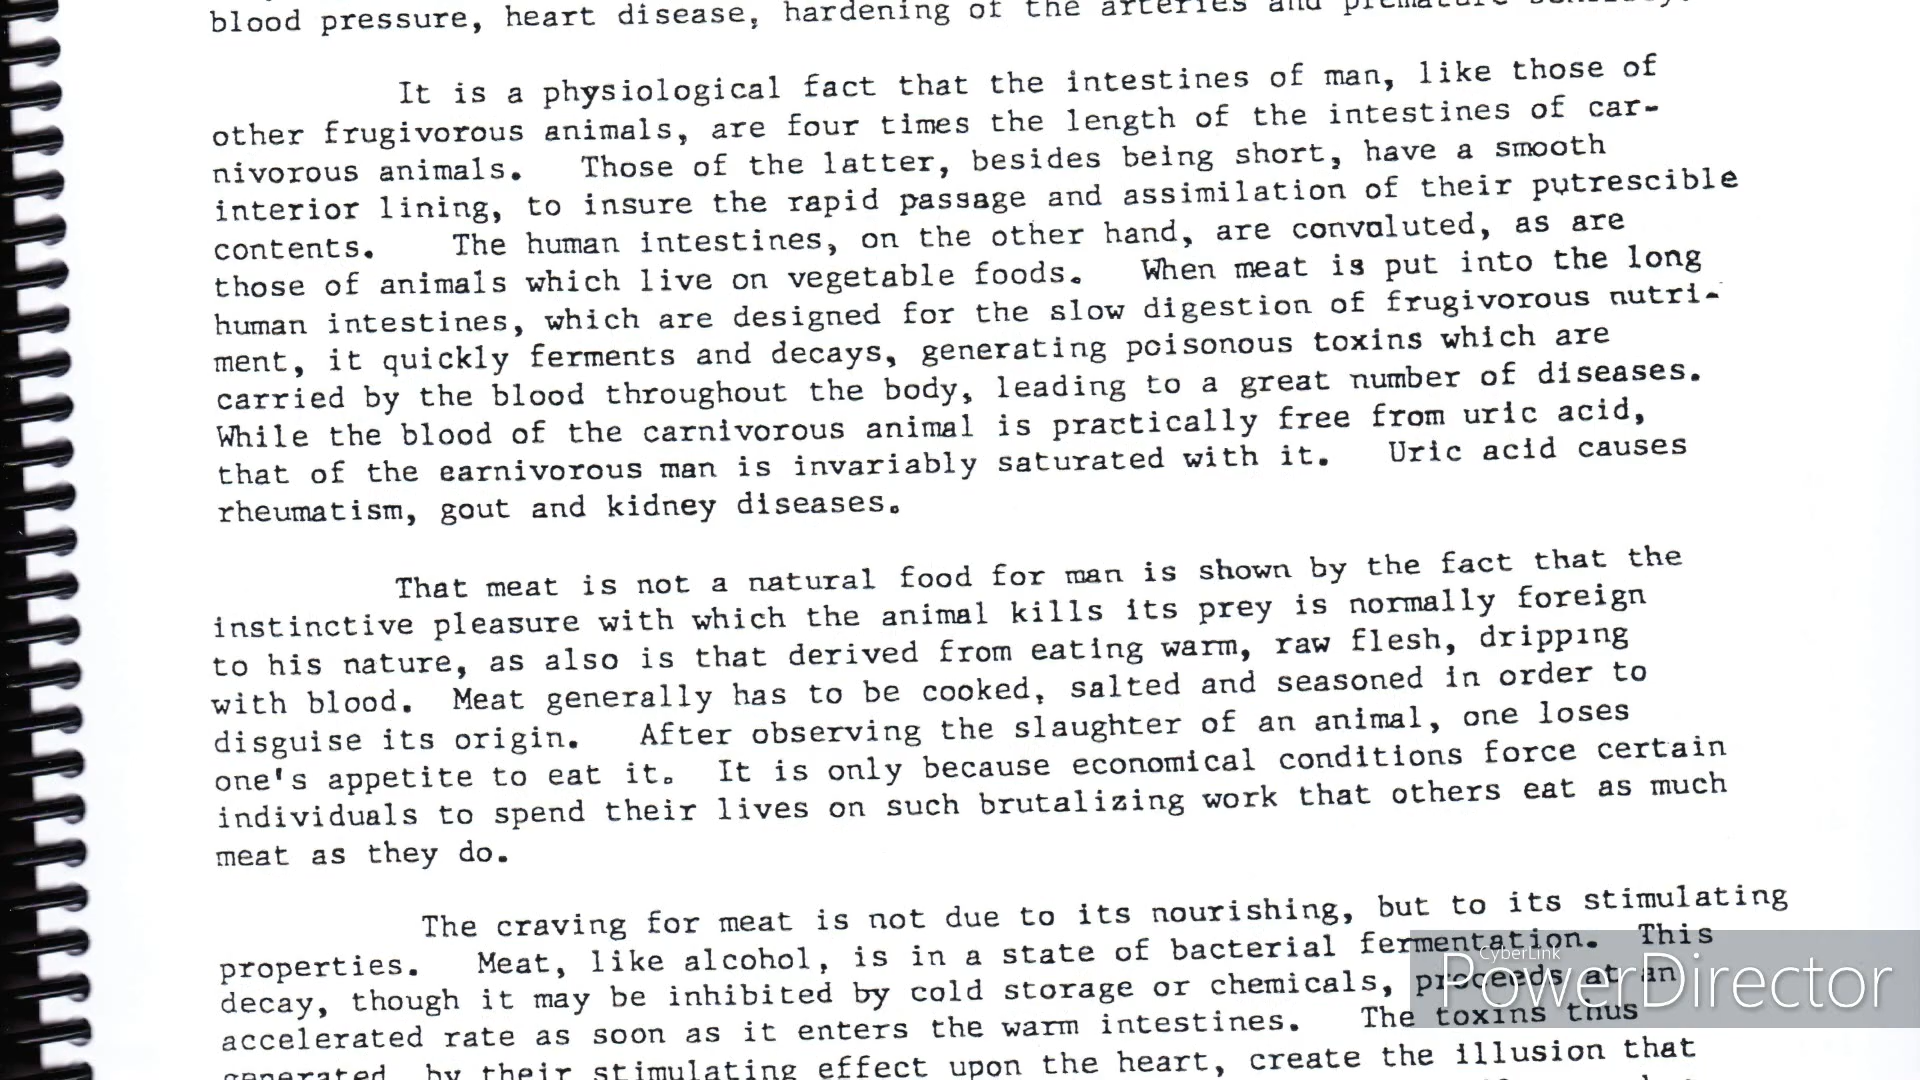 blood pressure, heart disease, hardening of the arteries and premature
It is a physiological fact that the intestines of man, like those of
other frugivorous animals, are four times the length of the intestines of car-
nivorous animals. Those of the latter, besides being short, have a smooth
interior lining, to insure the rapid passage and assimilation of their putrescible
contents. The human intestines, on the other hand, are convoluted, as are
those of animals which live on vegetable foods. When meat is put into the long
human intestines, which are designed for the slow digestion of frugivorous nutri-
ment, it quickly ferments and decays, generating poisonous toxins which are
carried by the blood throughout the body, leading to a great number of diseases.
While the blood of the carnivorous animal is practically free from uric acid,
that of the earnivorous man is invariably saturated with it. Uric acid causes
rheumatism, gout and kidney diseases.
That meat is not a natural food for man is shown by the fact that the
instinctive pleasure with which the animal kills its prey is normally foreign
to his nature, as also is that derived from eating warm, raw flesh, dripping
with blood. Meat generally has to be cooked, salted and seasoned in order to
disguise its origin. After observing the slaughter of an animal, one loses
one's appetite to eat it. It is only because economical conditions force certain
individuals to spend their lives on such brutalizing work that others eat as much
meat as they do.
The craving for meat is not due to its nourishing, but to its stimulating
properties. Meat, like alcohol, is in a state of bacterial fermentation. This
decay, though it may be inhibited by cold storage or chemicals, proceeds at an
accelerated rate as soon as it enters the warm intestines. The toxins thus
generated, by their stimulating effect upon the heart, create the illusion that
CyberLink
PowerDirector